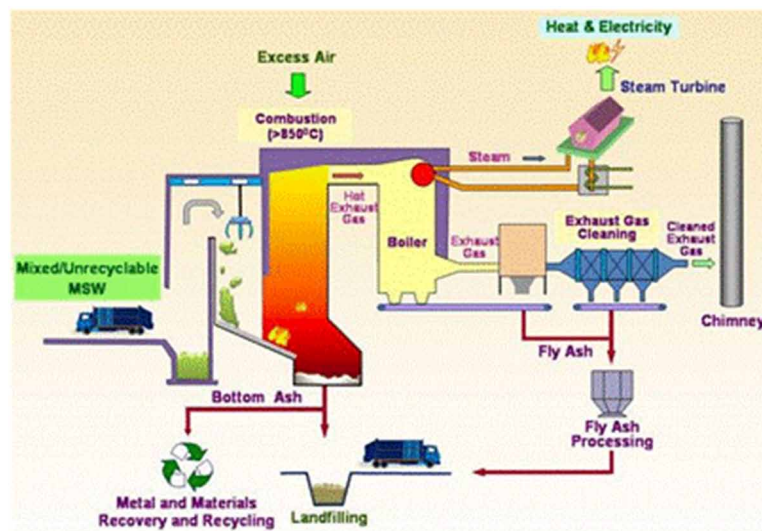 Heat & Electricity
Excess Air
Steam Turbine
Combustion
(>850⁰C)
Steam
Hot
Exhaust
Gas
Boiler
Exhaust
Gas
Exhaust Gas
Cleaning
Cleaned
Exhaust
Gas
Mixed/Unrecyclable
MSW
Chimney
Fly Ash
Bottom Ash
Fly Ash
Processing
Metal and Materials
Recovery and Recycling
Landfilling